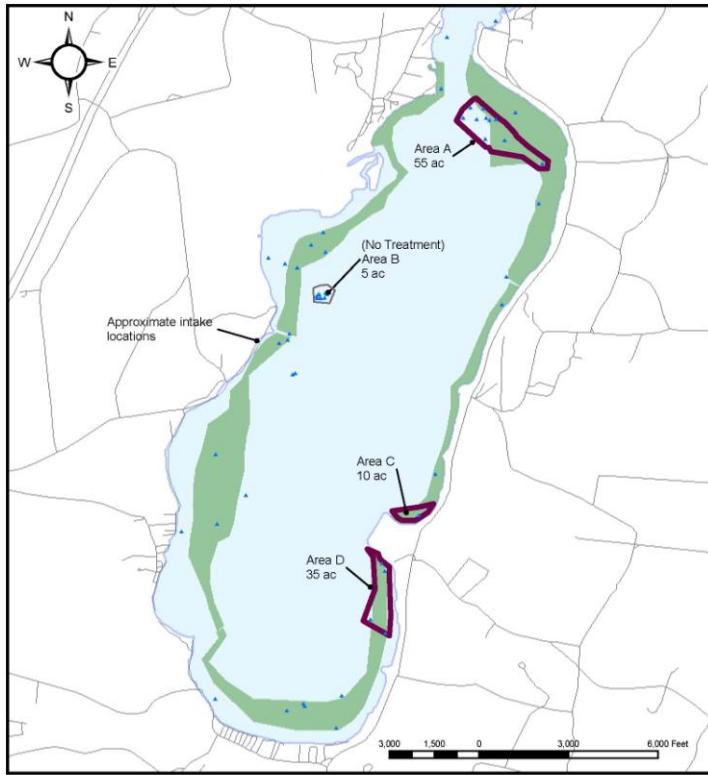 N
W E
S
Area A
55 ac
(No Treatment)
Area B
5 ac
Approximate intake
locations
Area C
10 ac
Area D
35 ac
3,000 1,500 0 3,000 6,000 Feet